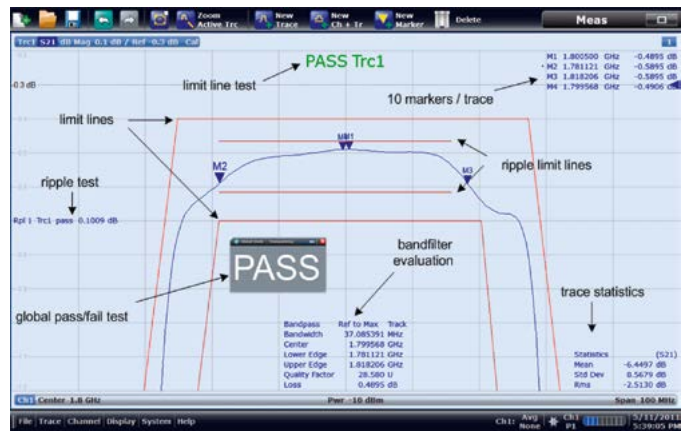 Zoom Active Trc
New Trace
New Ch + Tr
New Marker
Delete
Meas
Trc1 S21 dB Mag 0.1 dB / Ref -0.3 dB Cal
1
PASS Trc1
limit line test
M1 1.800500 GHz -0.4895 dB
M2 1.781121 GHz -0.5895 dB
M3 1.818206 GHz -0.5895 dB
M4 1.799568 GHz -0.4906 dB
-0.3 dB
10 markers / trace
limit lines
M2
M3
ripple limit lines
ripple test
Rpl 1 Trc1 pass 0.1009 dB
PASS
bandfilter evaluation
global pass/fail test
trace statistics
Bandpass Ref to Max Track
Bandwidth 37.085391 MHz
Center 1.799568 GHz
Lower Edge 1.781121 GHz
Upper Edge 1.818206 GHz
Quality Factor 28.580 U
Loss 0.4895 dB
Statistics (S21)
Mean -6.4497 dB
Std Dev 8.5679 dB
Rms -2.5130 dB
Ch1 Center 1.8 GHz
Pwr -10 dBm
Span 100 MHz
File Trace Channel Display System Help
Ch1: Avg None
Ch1 P1
5:39:05 PM